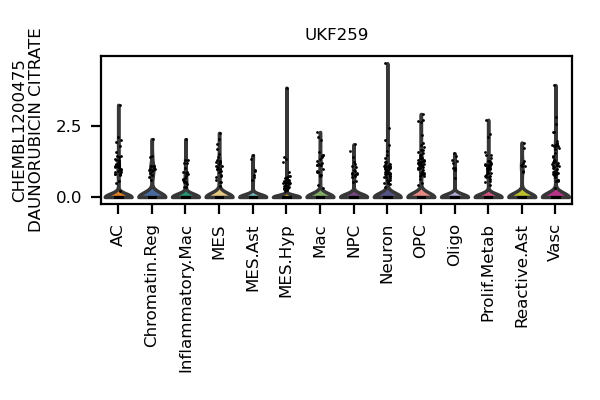 UKF259
CHEMBL1200475
DAUNORUBICIN CITRATE
2.5
0.0
AC
Chromatin.Reg
Inflammatory.Mac
MES
MES.Ast
MES.Hyp
Mac
NPC
Neuron
OPC
Oligo
Prolif.Metab
Reactive.Ast
Vasc